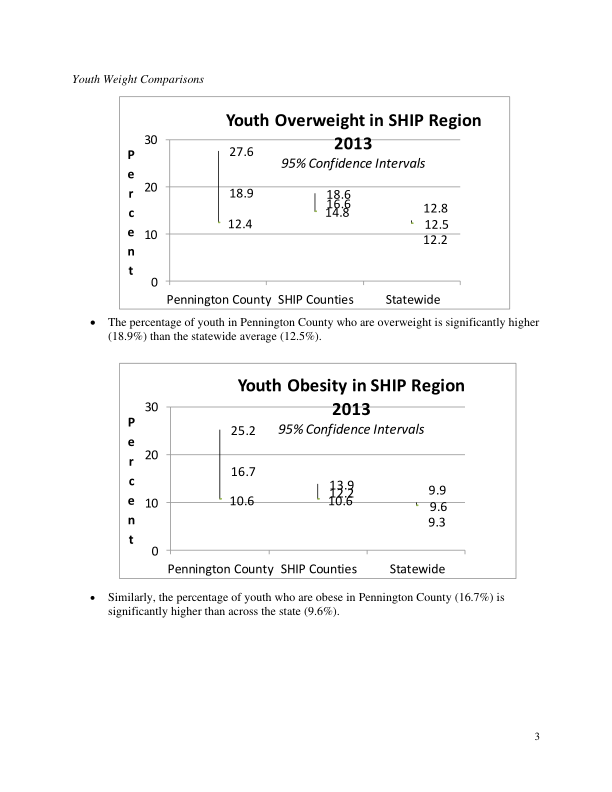 Youth Weight Comparisons
Youth Overweight in SHIP Region
2013
95% Confidence Intervals
Percent
30
20
10
0
27.6
18.9
12.4
18.6
16.6
14.8
12.8
12.5
12.2
Pennington County SHIP Counties Statewide
• The percentage of youth in Pennington County who are overweight is significantly higher
(18.9%) than the statewide average (12.5%).
Youth Obesity in SHIP Region
2013
95% Confidence Intervals
Percent
30
20
10
0
25.2
16.7
10.6
13.9
12.2
10.6
9.9
9.6
9.3
Pennington County SHIP Counties Statewide
• Similarly, the percentage of youth who are obese in Pennington County (16.7%) is
significantly higher than across the state (9.6%).
3